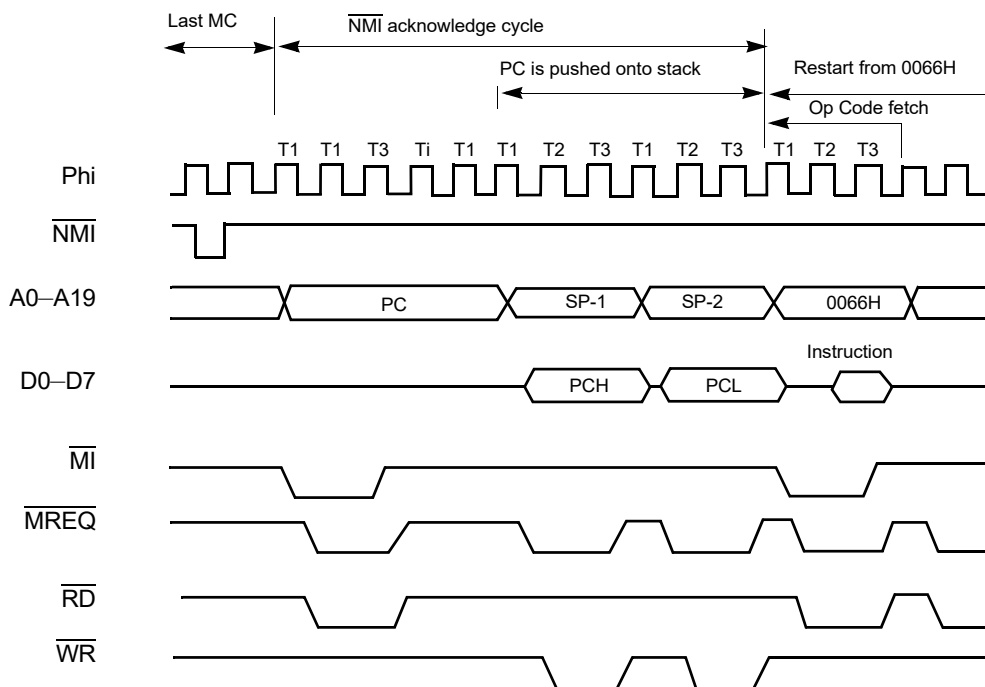 Last MC
NMI acknowledge cycle
PC is pushed onto stack
Restart from 0066H
Op Code fetch
T1 T1 T3 Ti T1 T1 T2 T3 T1 T2 T3 T1 T2 T3
Phi
NMI
A0–A19
PC SP-1 SP-2 0066H
Instruction
D0–D7
PCH PCL
MI
MREQ
RD
WR